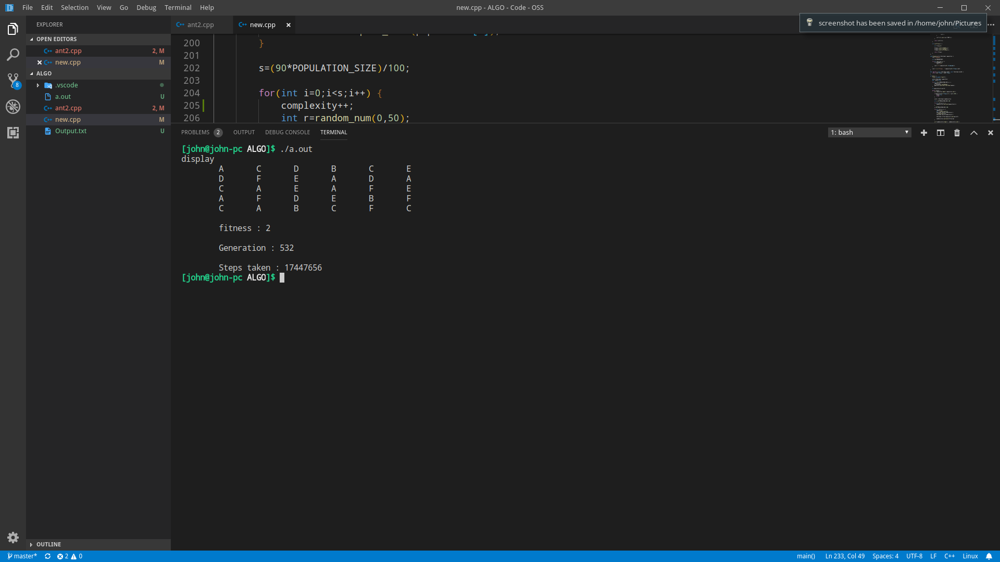 File Edit Selection View Go Debug Terminal Help
new.cpp - ALGO - Code - OSS
screenshot has been saved in /home/john/Pictures
EXPLORER
OPEN EDITORS
ant2.cpp 2, M
new.cpp M
ALGO
.vscode
a.out U
ant2.cpp 2, M
new.cpp M
Output.txt U
OUTLINE
8
ant2.cpp new.cpp
200 }
201
202 s=(90*POPULATION_SIZE)/100;
203
204 for(int i=0;i<s;i++) {
205 complexity++;
206 int r=random_num(0,50);
PROBLEMS 2 OUTPUT DEBUG CONSOLE TERMINAL 1: bash
[john@john-pc ALGO]$ ./a.out
display
A C D B C E
D F E A D A
C A E A F E
A F D E B F
C A B C F C
fitness : 2
Generation : 532
Steps taken : 17447656
[john@john-pc ALGO]$
master* 2 0 main() Ln 233, Col 49 Spaces: 4 UTF-8 LF C++ Linux